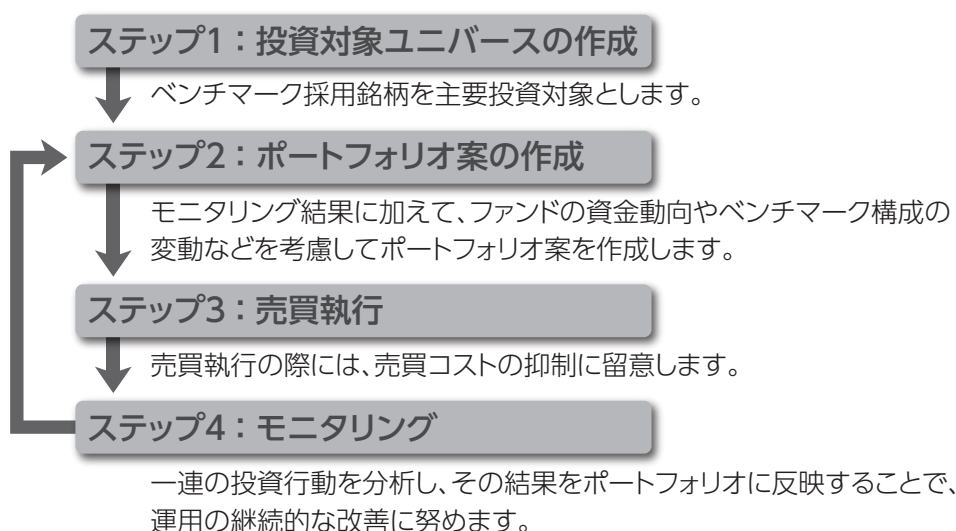 ステップ1：投資対象ユニバースの作成
ベンチマーク採用銘柄を主要投資対象とします。
ステップ2：ポートフォリオ案の作成
モニタリング結果に加えて、ファンドの資金動向やベンチマーク構成の
変動などを考慮してポートフォリオ案を作成します。
ステップ3：売買執行
売買執行の際には、売買コストの抑制に留意します。
ステップ4：モニタリング
一連の投資行動を分析し、その結果をポートフォリオに反映することで、
運用の継続的な改善に努めます。